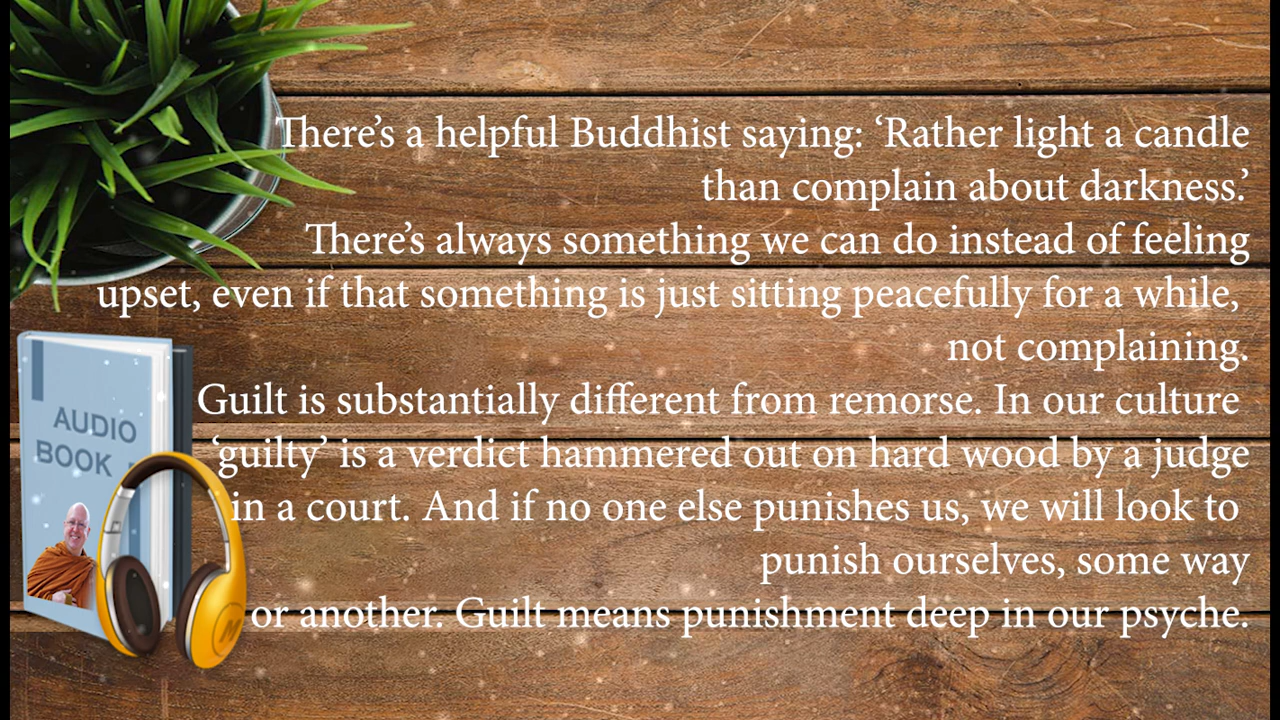 There’s a helpful Buddhist saying: ‘Rather light a candle
than complain about darkness.’
There’s always something we can do instead of feeling
upset, even if that something is just sitting peacefully for a while,
not complaining.
Guilt is substantially different from remorse. In our culture
‘guilty’ is a verdict hammered out on hard wood by a judge
in a court. And if no one else punishes us, we will look to
punish ourselves, some way
or another. Guilt means punishment deep in our psyche.
AUDIO
BOOK
M